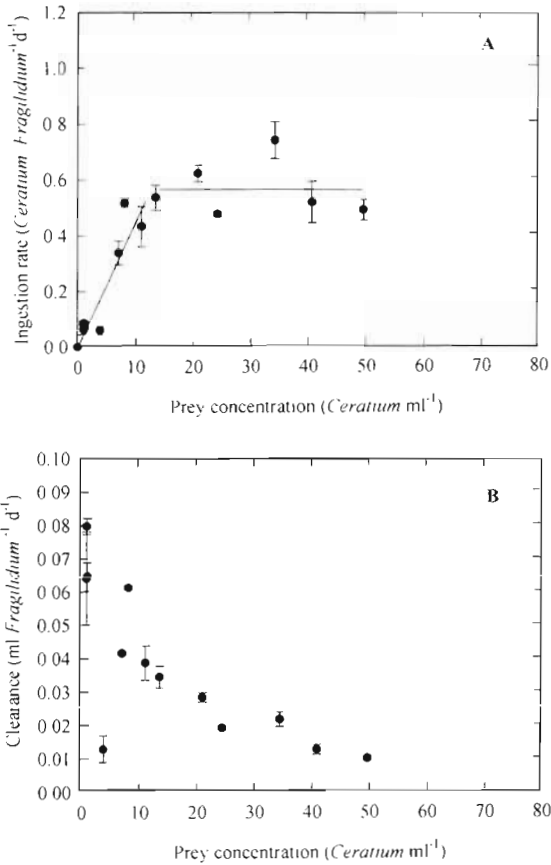 A
Ingestion rate (Ceratium Fragilidium⁻¹ d⁻¹)
1.2
1.0
0.8
0.6
0.4
0.2
0 0
0 10 20 30 40 50 60 70 80
Prey concentration (Ceratium ml⁻¹)
B
Clearance (ml Fragilidium ⁻¹ d⁻¹)
0.10
0 09
0 08
0 07
0.06
0.05
0.04
0.03
0 02
0.01
0 00
0 10 20 30 40 50 60 70 80
Prey concentration (Ceratium ml⁻¹)